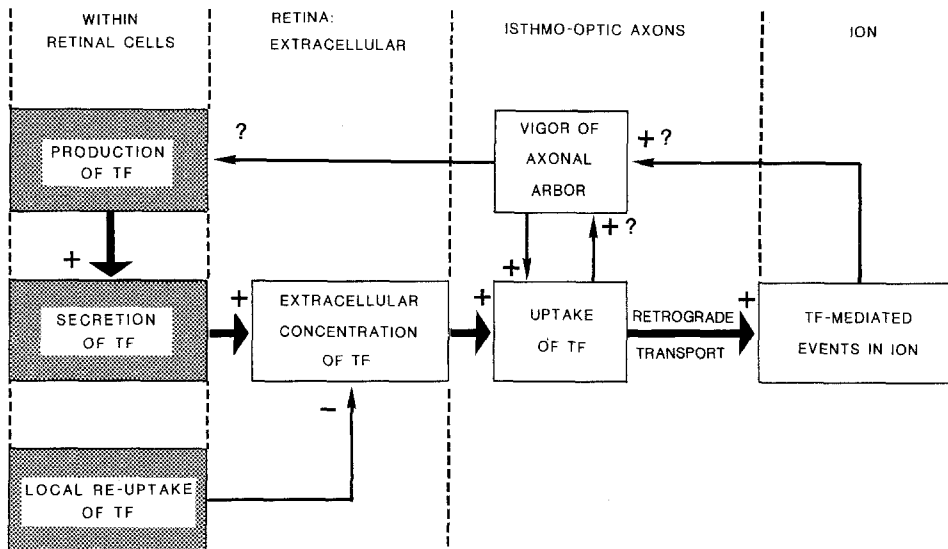 WITHIN
RETINAL CELLS
RETINA:
EXTRACELLULAR
ISTHMO-OPTIC AXONS
ION
PRODUCTION
OF TF
?
VIGOR OF
AXONAL
ARBOR
+ ?
+
+
+ ?
SECRETION
OF TF
+
EXTRACELLULAR
CONCENTRATION
OF TF
+
UPTAKE
OF TF
RETROGRADE
TRANSPORT
+
TF-MEDIATED
EVENTS IN ION
−
LOCAL RE-UPTAKE
OF TF